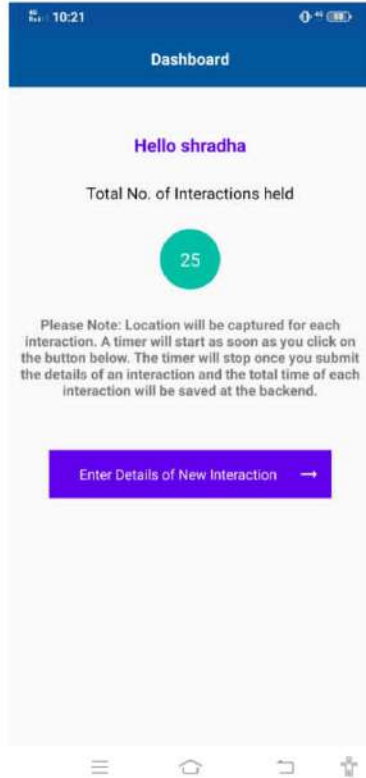 10:21
Dashboard
Hello shradha
Total No. of Interactions held
25
Please Note: Location will be captured for each
interaction. A timer will start as soon as you click on
the button below. The timer will stop once you submit
the details of an interaction and the total time of each
interaction will be saved at the backend.
Enter Details of New Interaction →